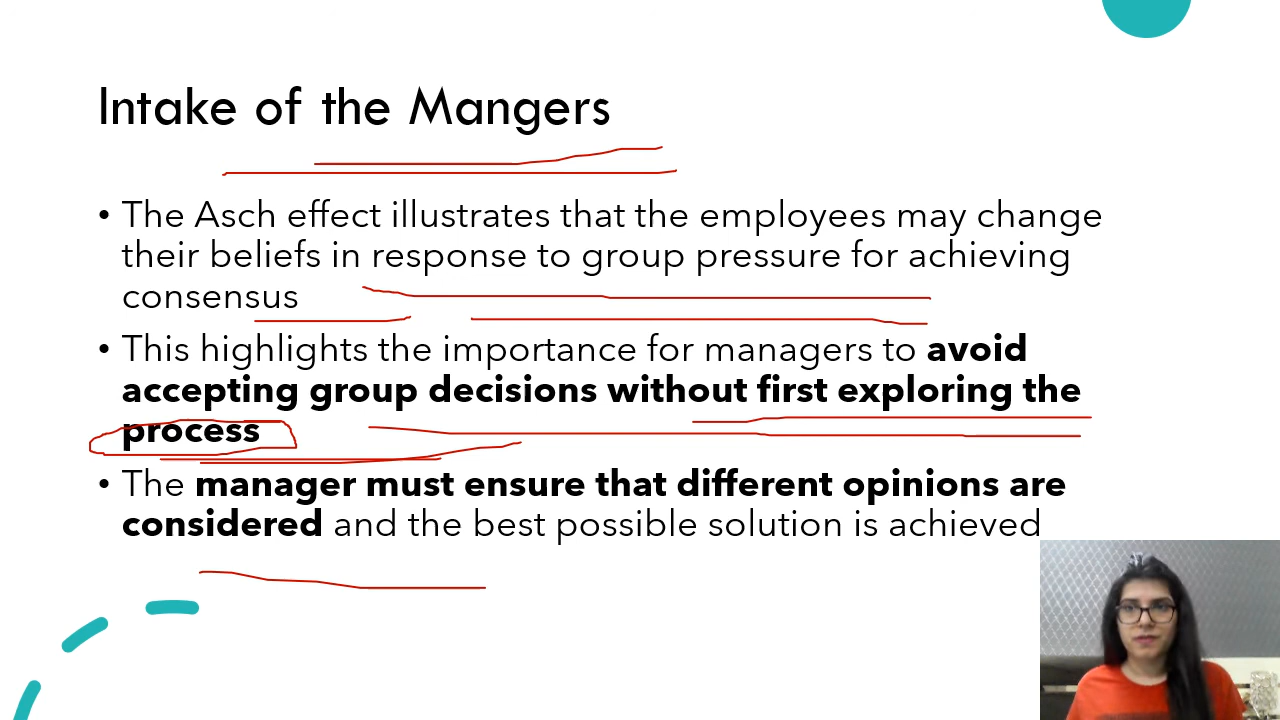 Intake of the Mangers
• The Asch effect illustrates that the employees may change
their beliefs in response to group pressure for achieving
consensus
• This highlights the importance for managers to avoid
accepting group decisions without first exploring the
process
• The manager must ensure that different opinions are
considered and the best possible solution is achieved